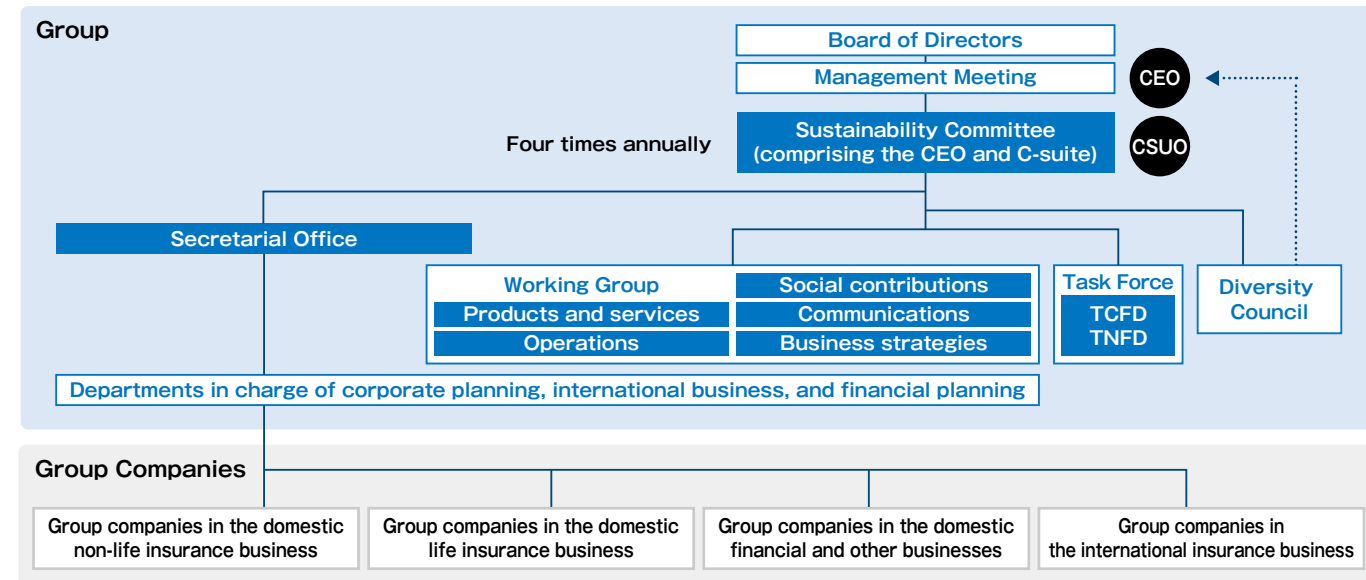 Group
Board of Directors
Management Meeting
CEO
Four times annually
Sustainability Committee
(comprising the CEO and C-suite)
CSUO
Secretarial Office
Working Group
Products and services
Operations
Social contributions
Communications
Business strategies
Task Force
TCFD
TNFD
Diversity
Council
Departments in charge of corporate planning, international business, and financial planning
Group Companies
Group companies in the domestic
non-life insurance business
Group companies in the domestic
life insurance business
Group companies in the domestic
financial and other businesses
Group companies in
the international insurance business